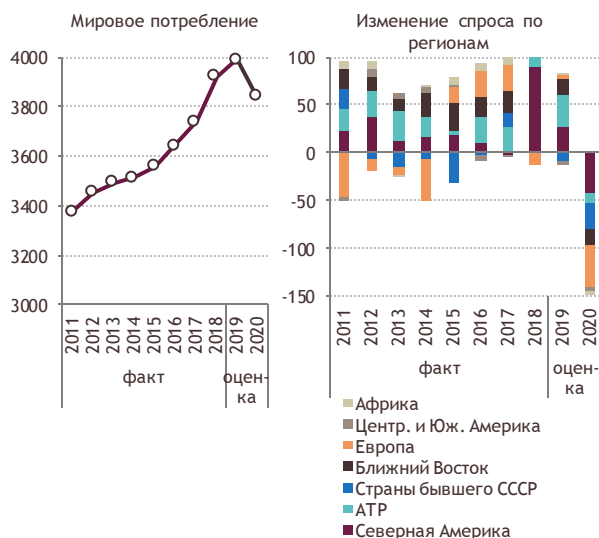 Мировое потребление
4000
3800
3600
3400
3200
3000
2011
2012
2013
2014
2015
2016
2017
2018
2019
2020
факт
оцен-
ка
Изменение спроса по
регионам
100
50
0
-50
-100
-150
2011
2012
2013
2014
2015
2016
2017
2018
2019
2020
факт
оцен-
ка
Африка
Центр. и Юж. Америка
Европа
Ближний Восток
Страны бывшего СССР
АТР
Северная Америка